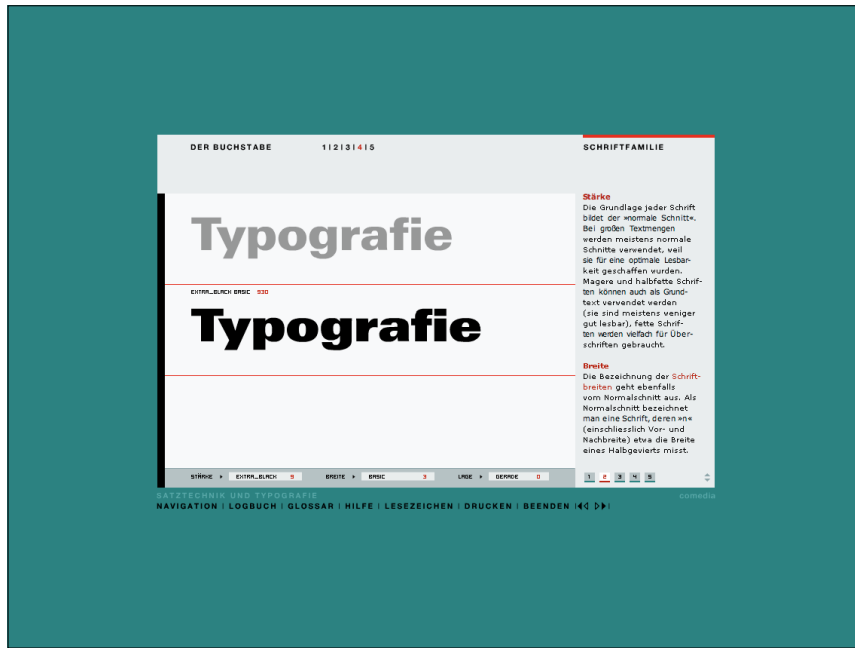 DER BUCHSTABE 1|2|3|4|5 SCHRIFTFAMILIE
Typografie
EXTRA_BLACK BASIC 930
Typografie
STÄRKE EXTRA_BLACK 9 BREITE BASIC 3 LAGE GERADE 0
Stärke
Die Grundlage jeder Schrift
bildet der »normale Schnitt«.
Bei großen Textmengen
werden meistens normale
Schnitte verwendet, weil
sie für eine optimale Lesbar-
keit geschaffen wurden.
Magere und halbfette Schrif-
ten können auch als Grund-
text verwendet werden
(sie sind meistens weniger
gut lesbar), fette Schrif-
ten werden vielfach für Über-
schriften gebraucht.
Breite
Die Bezeichnung der Schrift-
breiten geht ebenfalls
vom Normalschnitt aus. Als
Normalschnitt bezeichnet
man eine Schrift, deren »n«
(einschliesslich Vor- und
Nachbreite) etwa die Breite
eines Halbgevierts misst.
1 2 3 4 5
SATZTECHNIK UND TYPOGRAFIE comedia
NAVIGATION | LOGBUCH | GLOSSAR | HILFE | LESEZEICHEN | DRUCKEN | BEENDEN